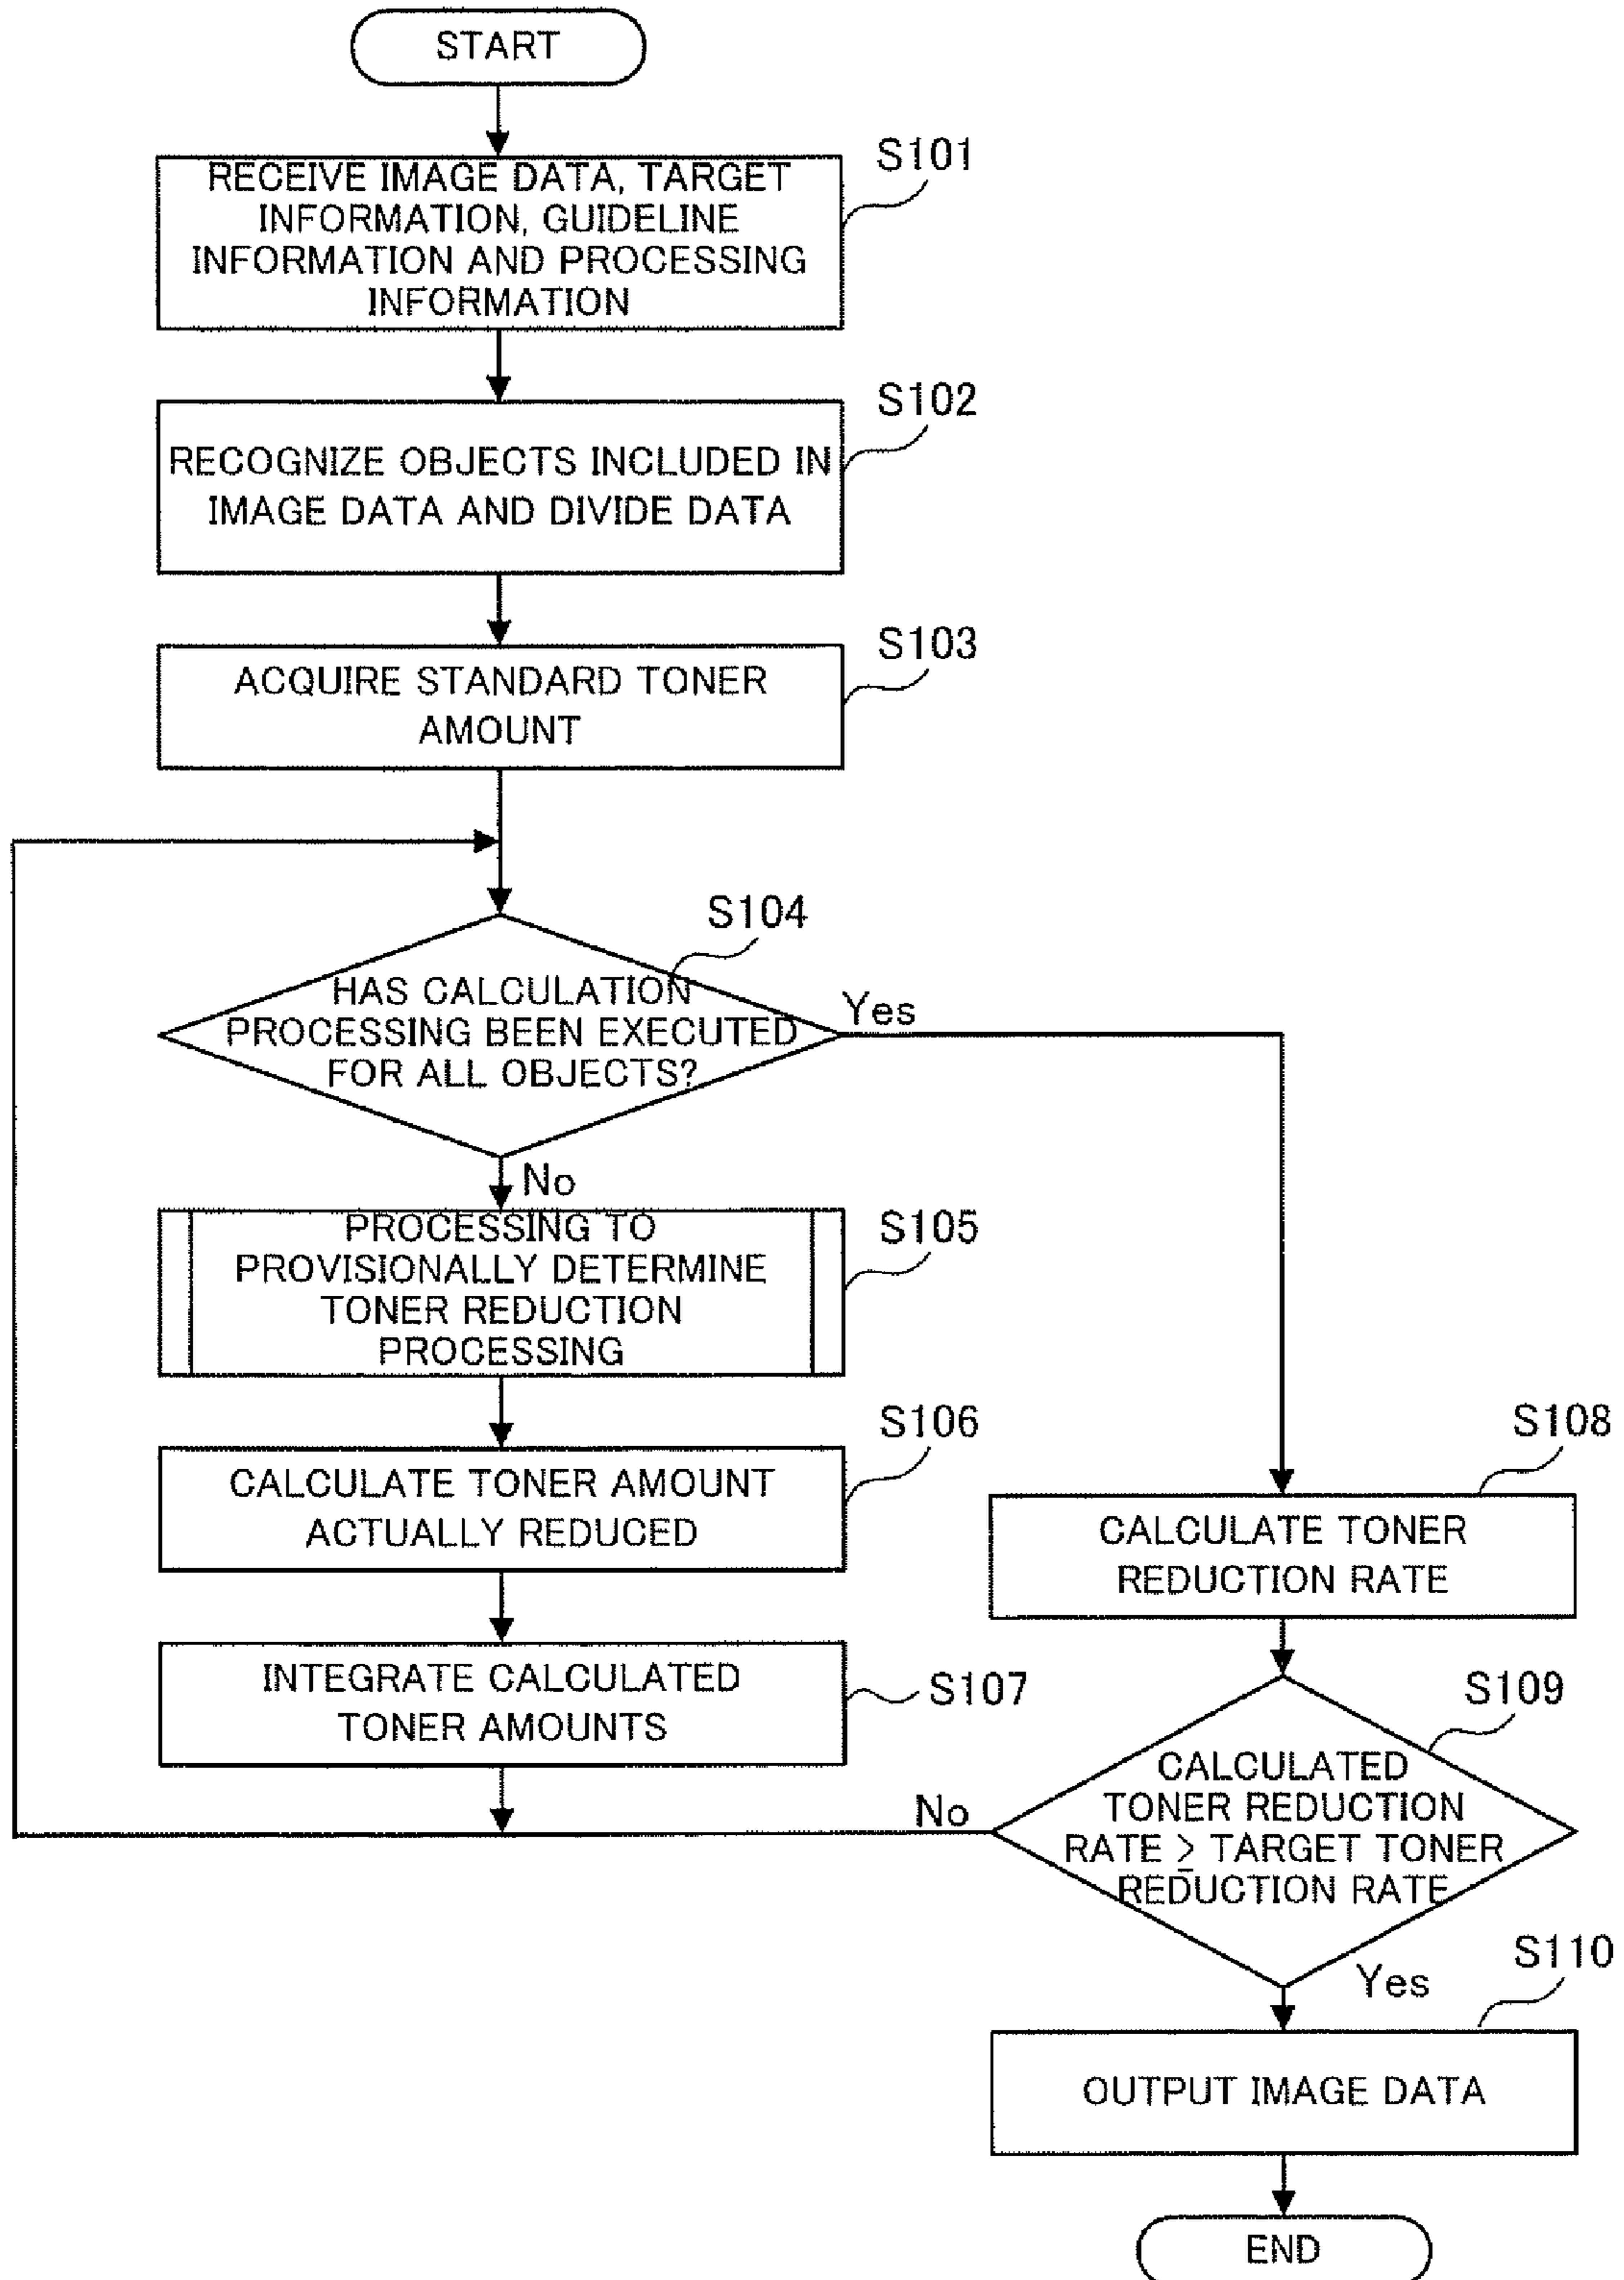 START
S101
RECEIVE IMAGE DATA, TARGET
INFORMATION, GUIDELINE
INFORMATION AND PROCESSING
INFORMATION
S102
RECOGNIZE OBJECTS INCLUDED IN
IMAGE DATA AND DIVIDE DATA
S103
ACQUIRE STANDARD TONER
AMOUNT
S104
HAS CALCULATION
PROCESSING BEEN EXECUTED
FOR ALL OBJECTS?
Yes
No
S105
PROCESSING TO
PROVISIONALLY DETERMINE
TONER REDUCTION
PROCESSING
S106
CALCULATE TONER AMOUNT
ACTUALLY REDUCED
S107
INTEGRATE CALCULATED
TONER AMOUNTS
S108
CALCULATE TONER
REDUCTION RATE
S109
CALCULATED
TONER REDUCTION
RATE ≥ TARGET TONER
REDUCTION RATE
No
Yes
S110
OUTPUT IMAGE DATA
END